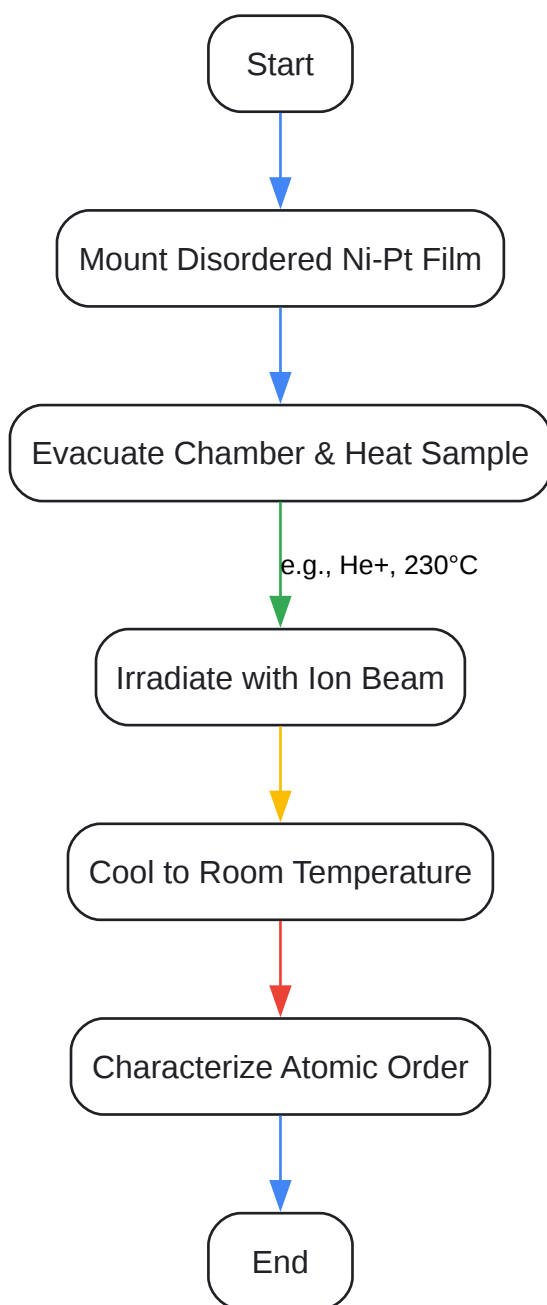 Start
Mount Disordered Ni-Pt Film
Evacuate Chamber & Heat Sample
e.g., He+, 230°C
Irradiate with Ion Beam
Cool to Room Temperature
Characterize Atomic Order
End